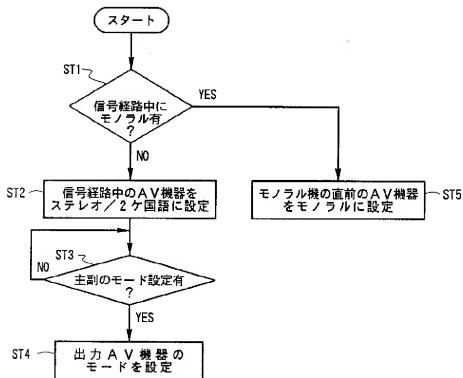 スタート
ST1
信号経路中に
モノラル有
?
YES
NO
ST2
信号経路中のAV機器を
ステレオ/2ケ国語に設定
モノラル機の直前のAV機器
をモノラルに設定
ST5
ST3
NO
主副のモード設定有
?
YES
ST4
出力AV機器の
モードを設定